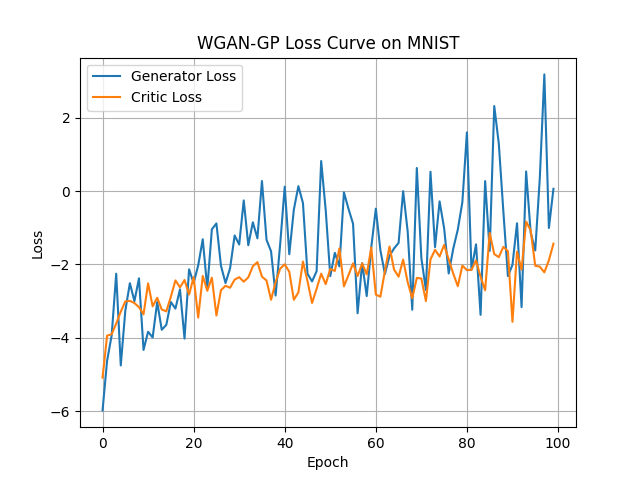 WGAN-GP Loss Curve on MNIST
Generator Loss
Critic Loss
2
0
−2
−4
−6
Loss
0 20 40 60 80 100
Epoch